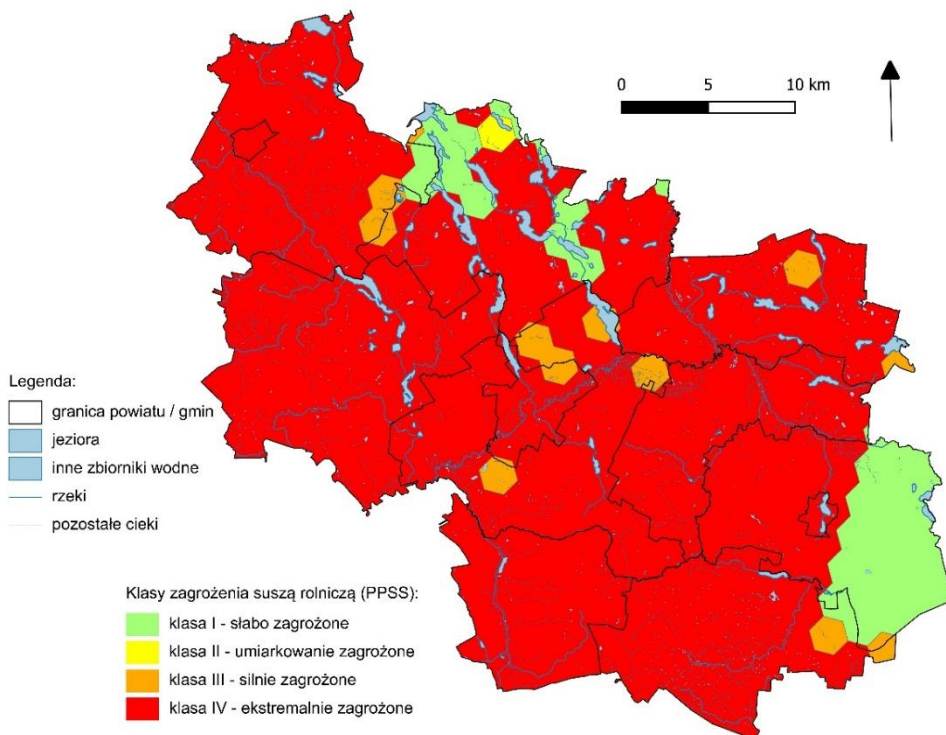 0 5 10 km
Legenda:
granica powiatu / gmin
jeziora
inne zbiorniki wodne
rzeki
pozostałe cieki
Klasy zagrożenia suszą rolniczą (PPSS):
klasa I - słabo zagrożone
klasa II - umiarkowanie zagrożone
klasa III - silnie zagrożone
klasa IV - ekstremalnie zagrożone